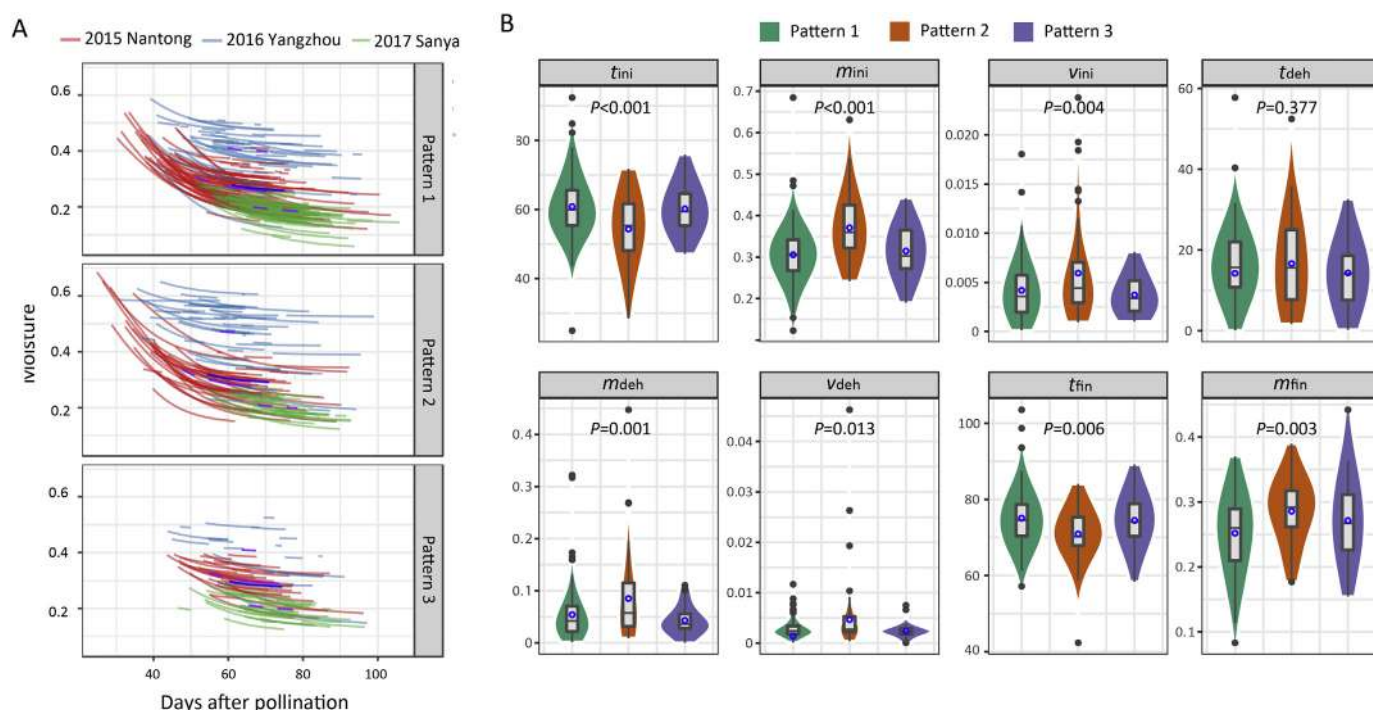 A
2015 Nantong 2016 Yangzhou 2017 Sanya
0.6
0.4
0.2
Pattern 1
0.6
0.4
0.2
Pattern 2
0.6
0.4
0.2
Pattern 3
Moisture
40 60 80 100
Days after pollination
B
Pattern 1 Pattern 2 Pattern 3
tini
P<0.001
80
60
40
mini
P<0.001
0.7
0.6
0.5
0.4
0.3
0.2
vini
P=0.004
0.020
0.015
0.010
0.005
0
tdeh
P=0.377
60
40
20
0
mdeh
P=0.001
0.4
0.3
0.2
0.1
0
vdeh
P=0.013
0.04
0.03
0.02
0.01
0
tfin
P=0.006
100
80
60
40
mfin
P=0.003
0.4
0.3
0.2
0.1